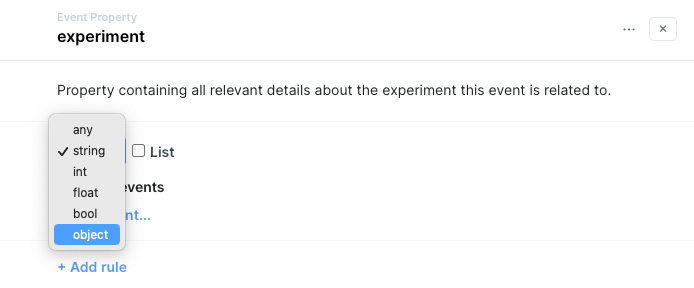 Event Property
experiment
...
Property containing all relevant details about the experiment this event is related to.
any
string
List
int
float
events
bool
nt...
object
+ Add rule